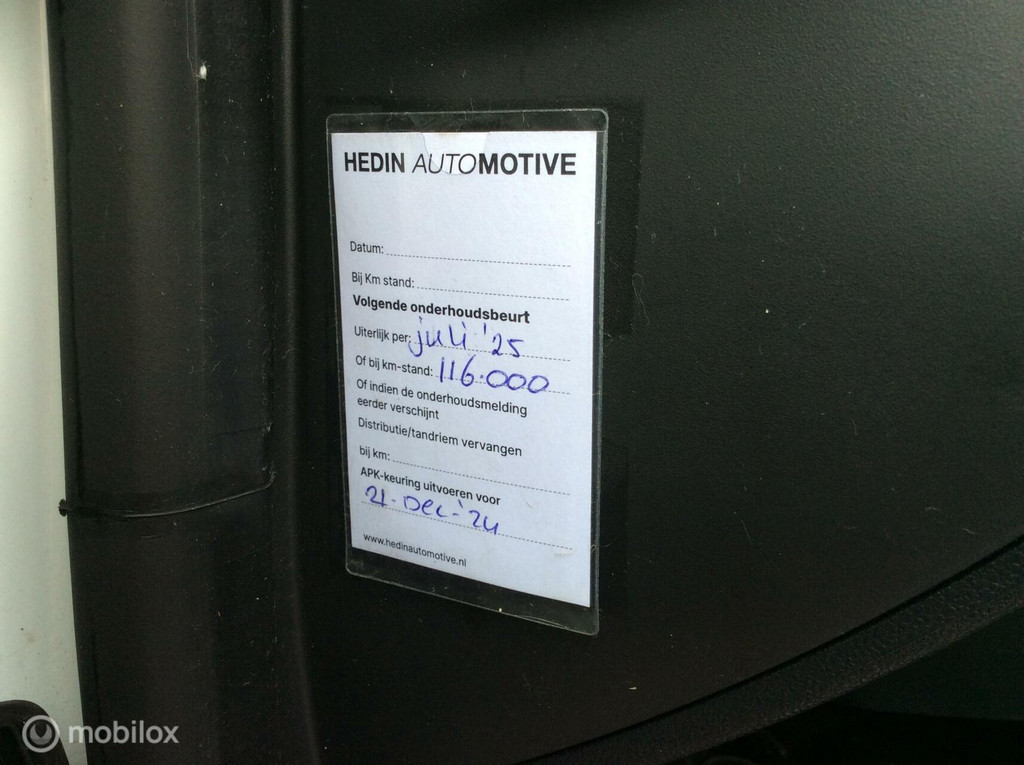 HEDIN AUTOMOTIVE
Datum:
Bij Km stand:
Volgende onderhoudsbeurt
Uiterlijk per: juli '25
Of bij km-stand: 116.000
Of indien de onderhoudsmelding
eerder verschijnt
Distributie/tandriem vervangen
bij km:
APK-keuring uitvoeren voor
21-Dec-'24
www.hedinautomotive.nl
mobilox